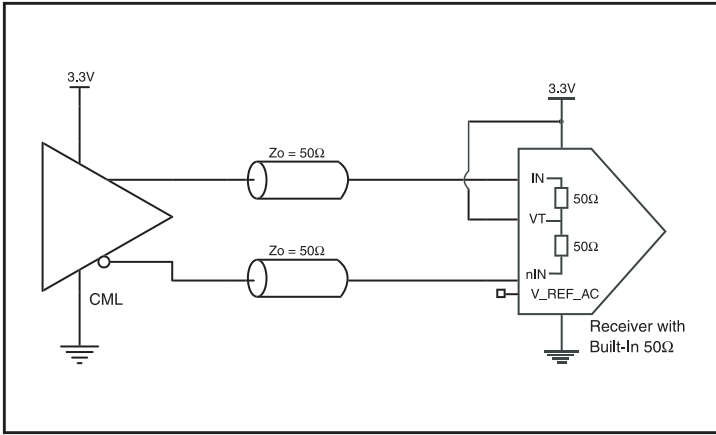 3.3V
3.3V
Zo = 50Ω
IN
50Ω
VT
50Ω
Zo = 50Ω
nIN
V_REF_AC
CML
Receiver with
Built-In 50Ω